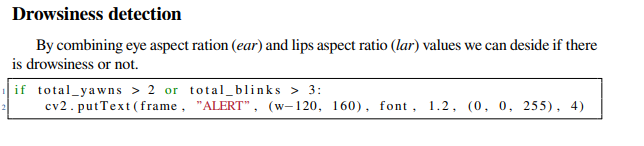 Drowsiness detection
By combining eye aspect ration (ear) and lips aspect ratio (lar) values we can deside if there
is drowsiness or not.
1 if total_yawns > 2 or total_blinks > 3:
2 cv2.putText(frame, "ALERT", (w−120, 160), font, 1.2, (0, 0, 255), 4)